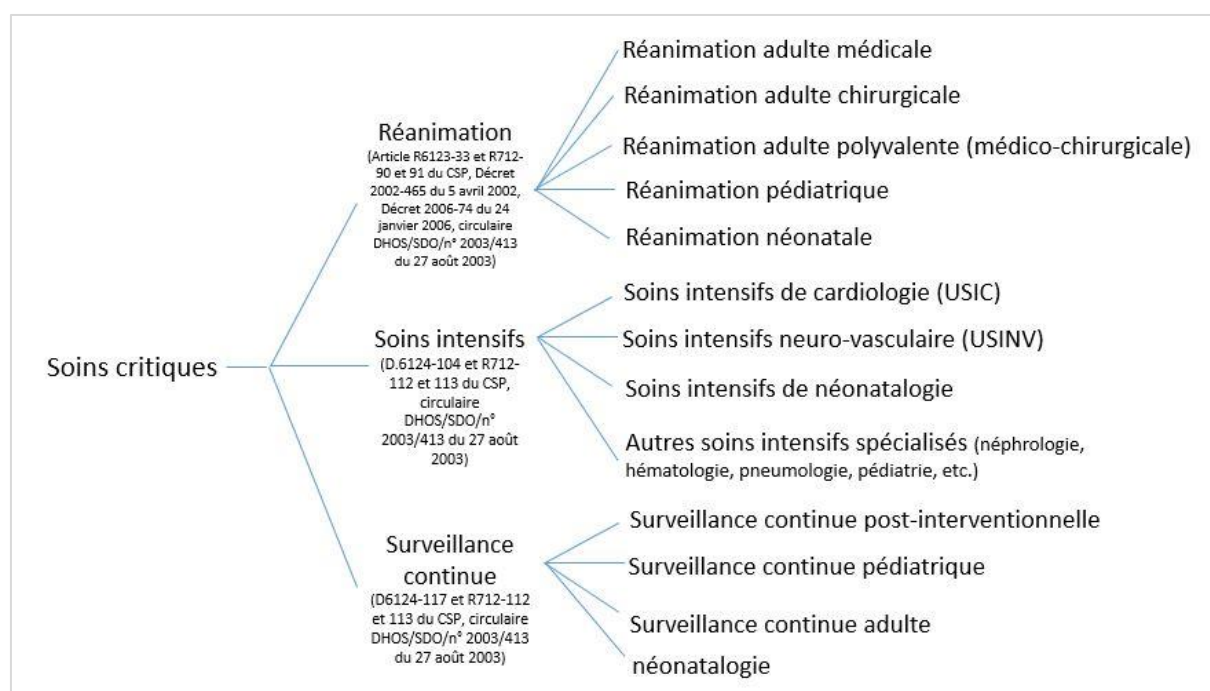 Soins critiques
Réanimation
(Article R6123-33 et R712-
90 et 91 du CSP, Décret
2002-465 du 5 avril 2002,
Décret 2006-74 du 24
janvier 2006, circulaire
DHOS/SDO/n° 2003/413
du 27 août 2003)
Réanimation adulte médicale
Réanimation adulte chirurgicale
Réanimation adulte polyvalente (médico-chirurgicale)
Réanimation pédiatrique
Réanimation néonatale
Soins intensifs
(D.6124-104 et R712-
112 et 113 du CSP,
circulaire
DHOS/SDO/n°
2003/413 du 27 août
2003)
Soins intensifs de cardiologie (USIC)
Soins intensifs neuro-vasculaire (USINV)
Soins intensifs de néonatalogie
Autres soins intensifs spécialisés (néphrologie,
hématologie, pneumologie, pédiatrie, etc.)
Surveillance
continue
(D6124-117 et R712-112
et 113 du CSP, circulaire
DHOS/SDO/n° 2003/413
du 27 août 2003)
Surveillance continue post-interventionnelle
Surveillance continue pédiatrique
Surveillance continue adulte
néonatalogie